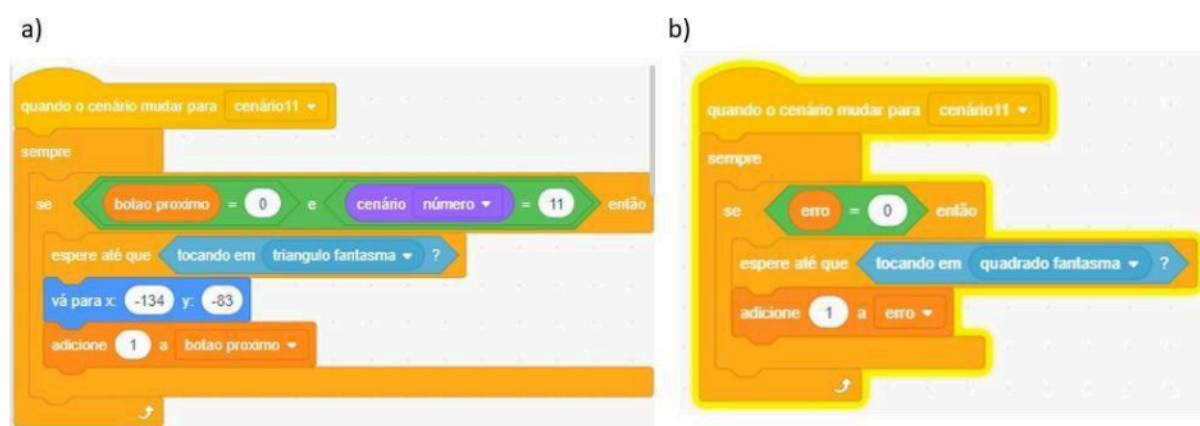 a)
quando o cenário mudar para cenário11
sempre
se botao proximo = 0 e cenário número = 11 então
espere até que tocando em triangulo fantasma ?
vá para x: -134 y: -83
adicione 1 a botao proximo
b)
quando o cenário mudar para cenário11
sempre
se erro = 0 então
espere até que tocando em quadrado fantasma ?
adicione 1 a erro